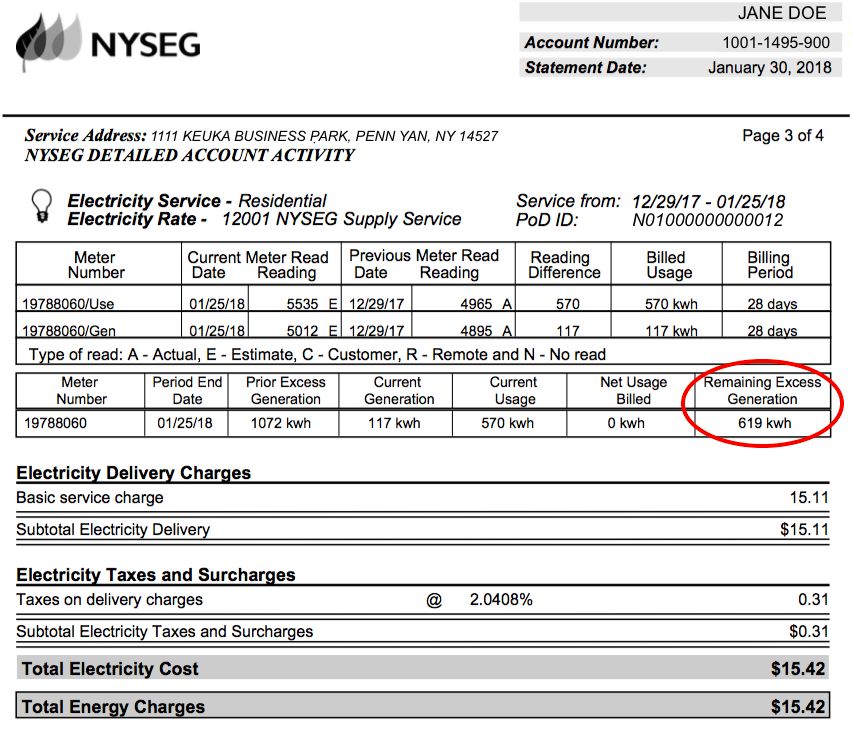 NYSEG
JANE DOE
Account Number: 1001-1495-900
Statement Date: January 30, 2018
Service Address: 1111 KEUKA BUSINESS PARK, PENN YAN, NY 14527
Page 3 of 4
NYSEG DETAILED ACCOUNT ACTIVITY
Electricity Service - Residential Service from: 12/29/17 - 01/25/18
Electricity Rate - 12001 NYSEG Supply Service PoD ID: N01000000000012
Meter Current Meter Read Previous Meter Read Reading Billed Billing
Number Date Reading Date Reading Difference Usage Period
19788060/Use 01/25/18 5535 E 12/29/17 4965 A 570 570 kwh 28 days
19788060/Gen 01/25/18 5012 E 12/29/17 4895 A 117 117 kwh 28 days
Type of read: A - Actual, E - Estimate, C - Customer, R - Remote and N - No read
Meter Period End Prior Excess Current Current Net Usage Remaining Excess
Number Date Generation Generation Usage Billed Generation
19788060 01/25/18 1072 kwh 117 kwh 570 kwh 0 kwh 619 kwh
Electricity Delivery Charges
Basic service charge 15.11
Subtotal Electricity Delivery $15.11
Electricity Taxes and Surcharges
Taxes on delivery charges @ 2.0408% 0.31
Subtotal Electricity Taxes and Surcharges $0.31
Total Electricity Cost $15.42
Total Energy Charges $15.42